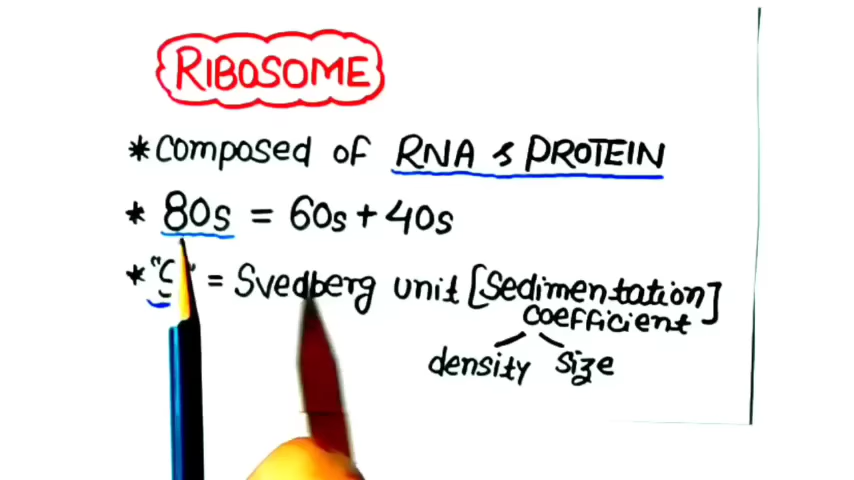 RIBOSOME
*Composed of RNA & PROTEIN
* 80s = 60s + 40s
* "S" = Svedberg unit [Sedimentation]
coefficient
density size